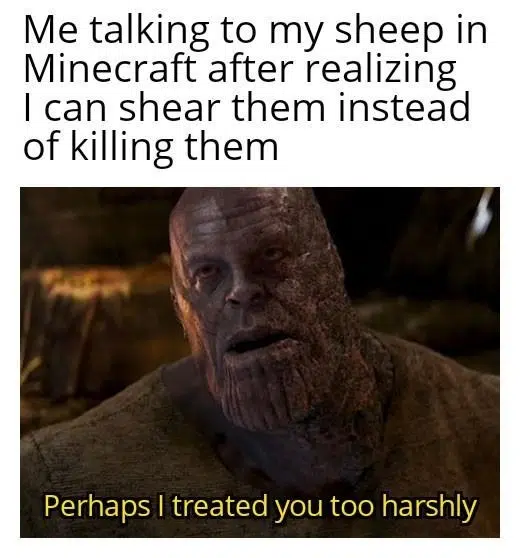 Me talking to my sheep in
Minecraft after realizing
I can shear them instead
of killing them
Perhaps I treated you too harshly